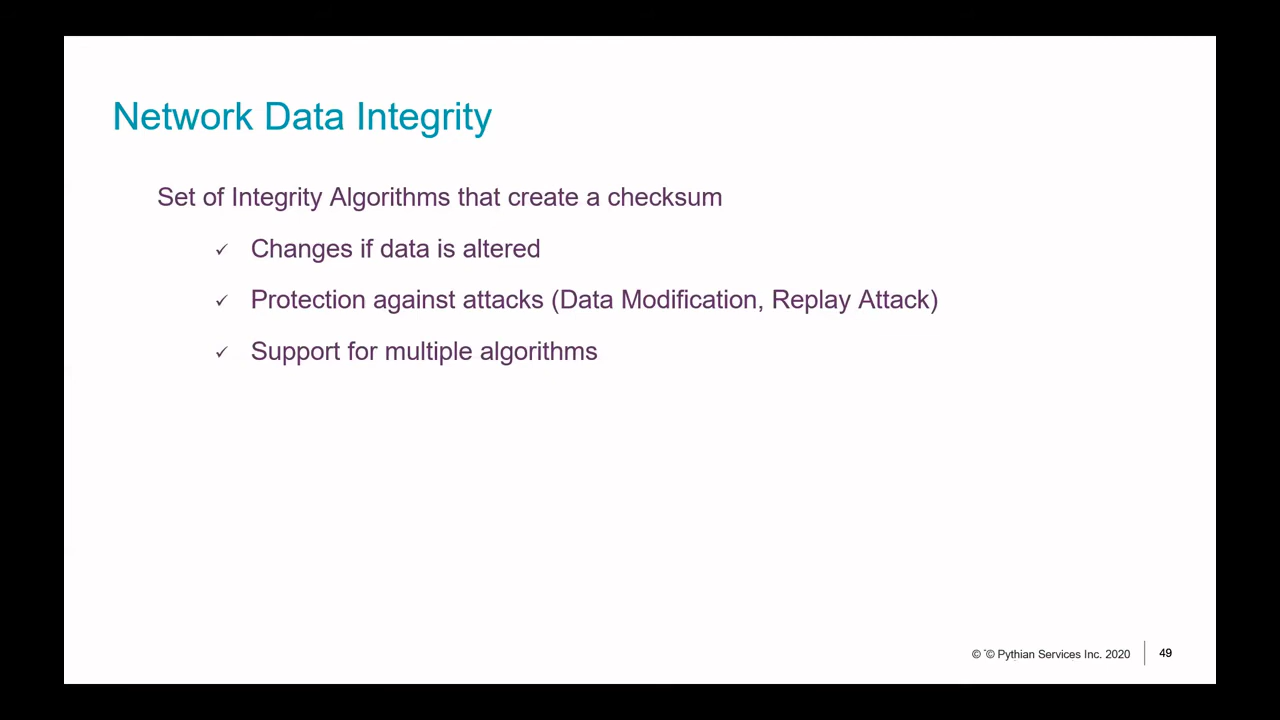 Network Data Integrity
Set of Integrity Algorithms that create a checksum
✓ Changes if data is altered
✓ Protection against attacks (Data Modification, Replay Attack)
✓ Support for multiple algorithms
© ̈© Pythian Services Inc. 2020 | 49